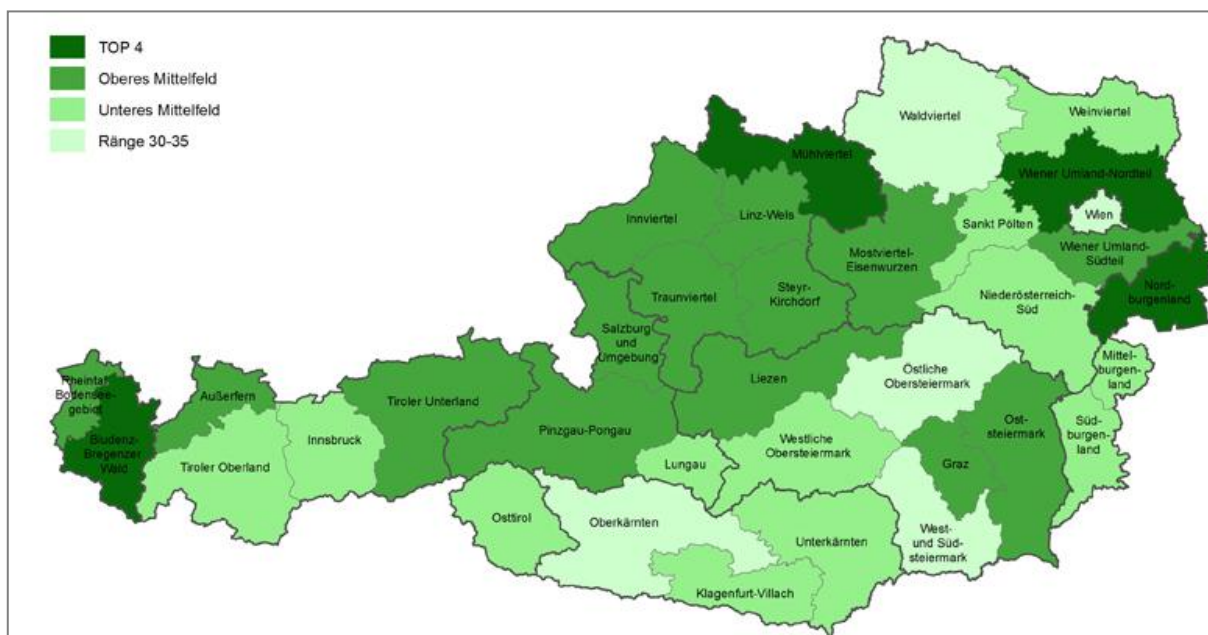 TOP 4
Oberes Mittelfeld
Unteres Mittelfeld
Ränge 30-35
Waldviertel
Weinviertel
Mühlviertel
Wiener Umland-Nordteil
Wien
Innviertel
Linz-Wels
Sankt Pölten
Mostviertel-
Eisenwurzen
Wiener Umland-
Südteil
Nord-
burgenland
Traunviertel
Steyr-
Kirchdorf
Niederösterreich-
Süd
Salzburg
und
Umgebung
Mittel-
burgen-
land
Liezen
Östliche
Obersteiermark
Rheintal-
Bodensee-
gebiet
Außerfern
Tiroler Unterland
Pinzgau-Pongau
Ost-
steiermark
Süd-
burgen-
land
Bludenz-
Bregenzer
Wald
Tiroler Oberland
Innsbruck
Lungau
Westliche
Obersteiermark
Graz
Osttirol
Oberkärnten
Unterkärnten
West-
und Süd-
steiermark
Klagenfurt-Villach